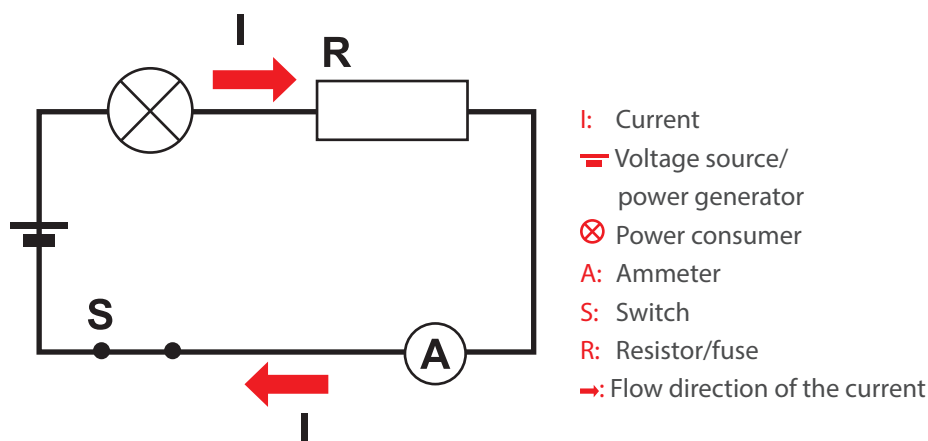 I
R
S
A
I
I: Current
Voltage source/
power generator
Power consumer
A: Ammeter
S: Switch
R: Resistor/fuse
: Flow direction of the current